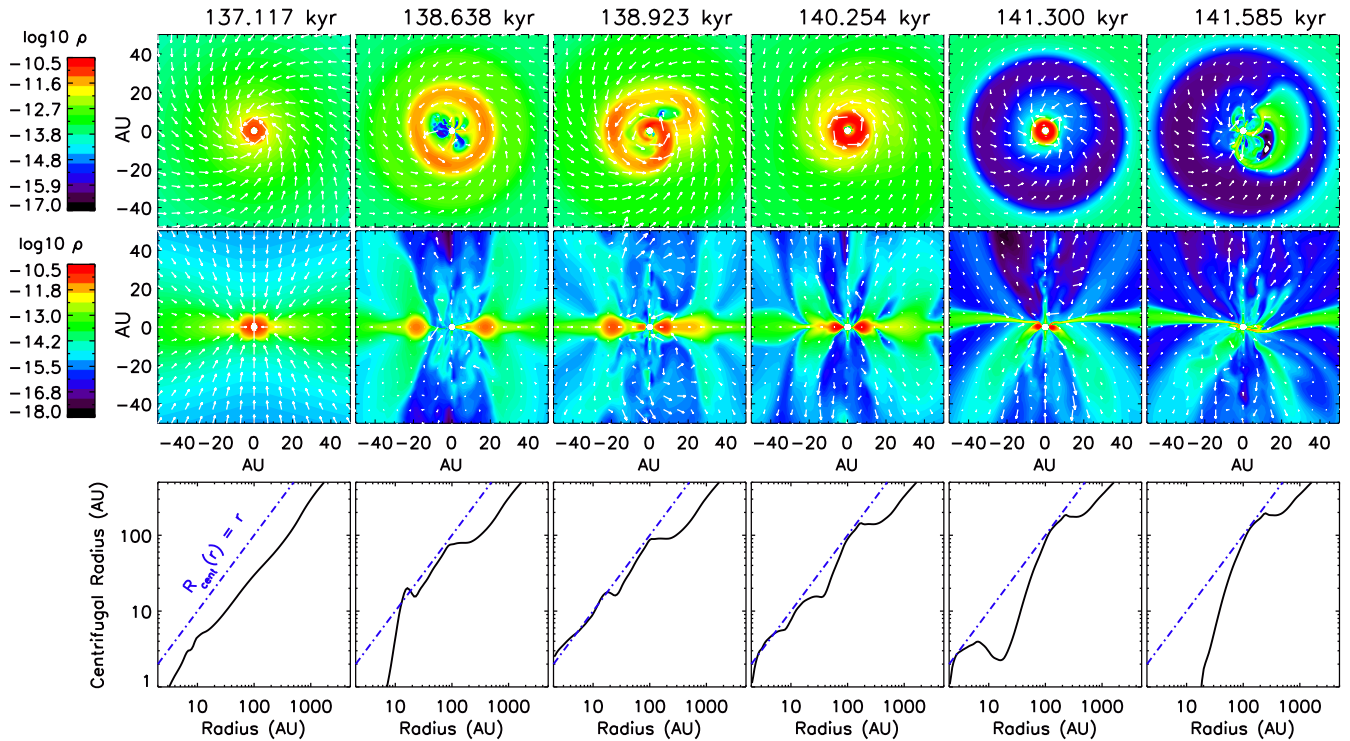 137.117 kyr
138.638 kyr
138.923 kyr
140.254 kyr
141.300 kyr
141.585 kyr
log10 ρ
−10.5
−11.6
−12.7
−13.8
−14.8
−15.9
−17.0
AU
40
20
0
−20
−40
log10 ρ
−10.5
−11.8
−13.0
−14.2
−15.5
−16.8
−18.0
AU
40
20
0
−20
−40
−40 −20 0 20 40
−40 −20 0 20 40
−40 −20 0 20 40
−40 −20 0 20 40
−40 −20 0 20 40
−40 −20 0 20 40
AU
AU
AU
AU
AU
AU
Centrifugal Radius (AU)
100
10
1
R_cent(r) = r
10 100 1000
10 100 1000
10 100 1000
10 100 1000
10 100 1000
10 100 1000
Radius (AU)
Radius (AU)
Radius (AU)
Radius (AU)
Radius (AU)
Radius (AU)